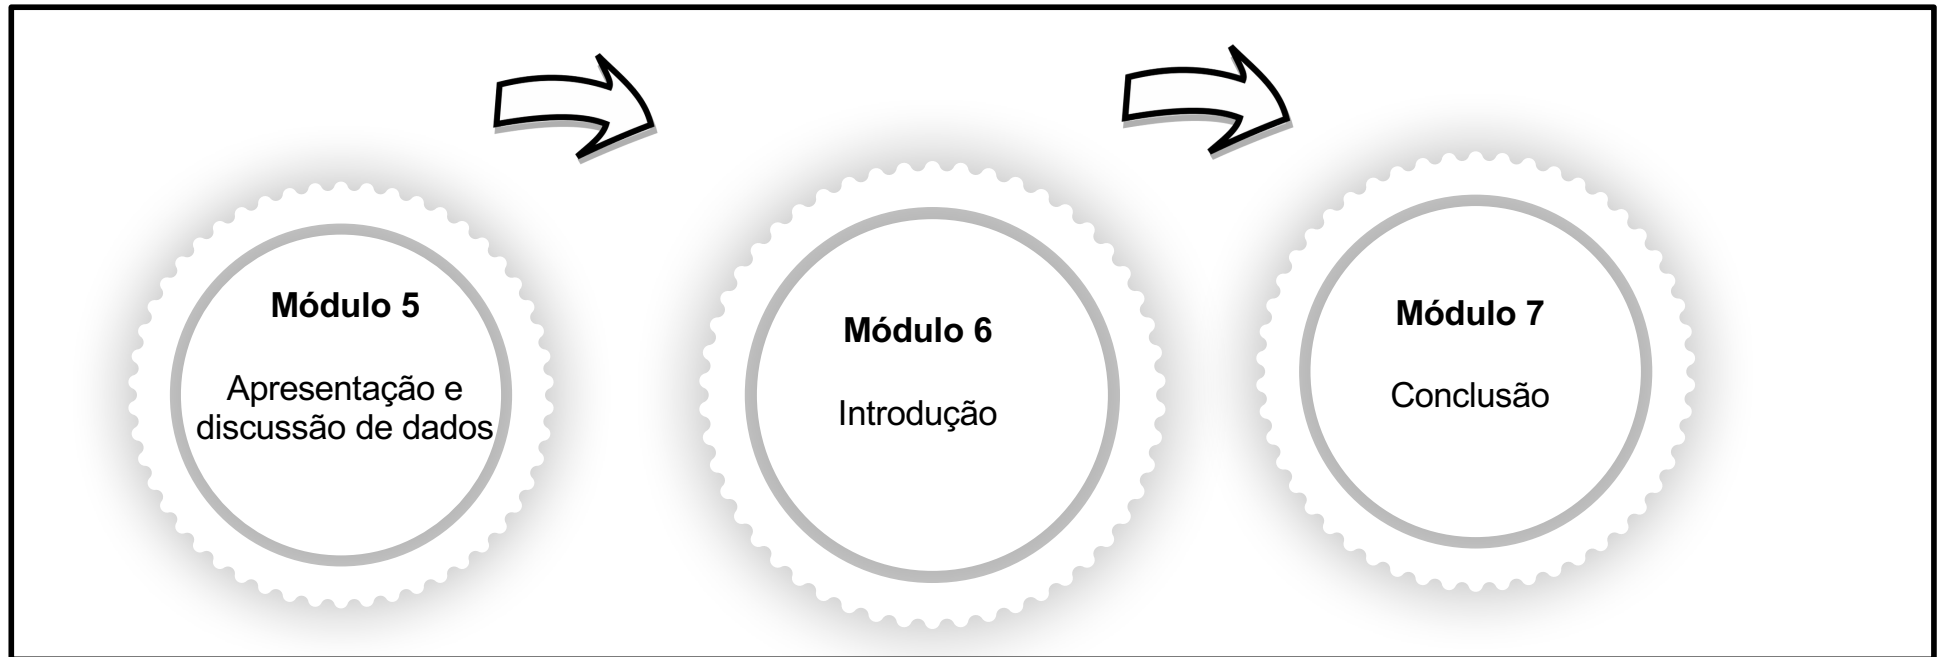 Módulo 5
Apresentação e
discussão de dados
Módulo 6
Introdução
Módulo 7
Conclusão